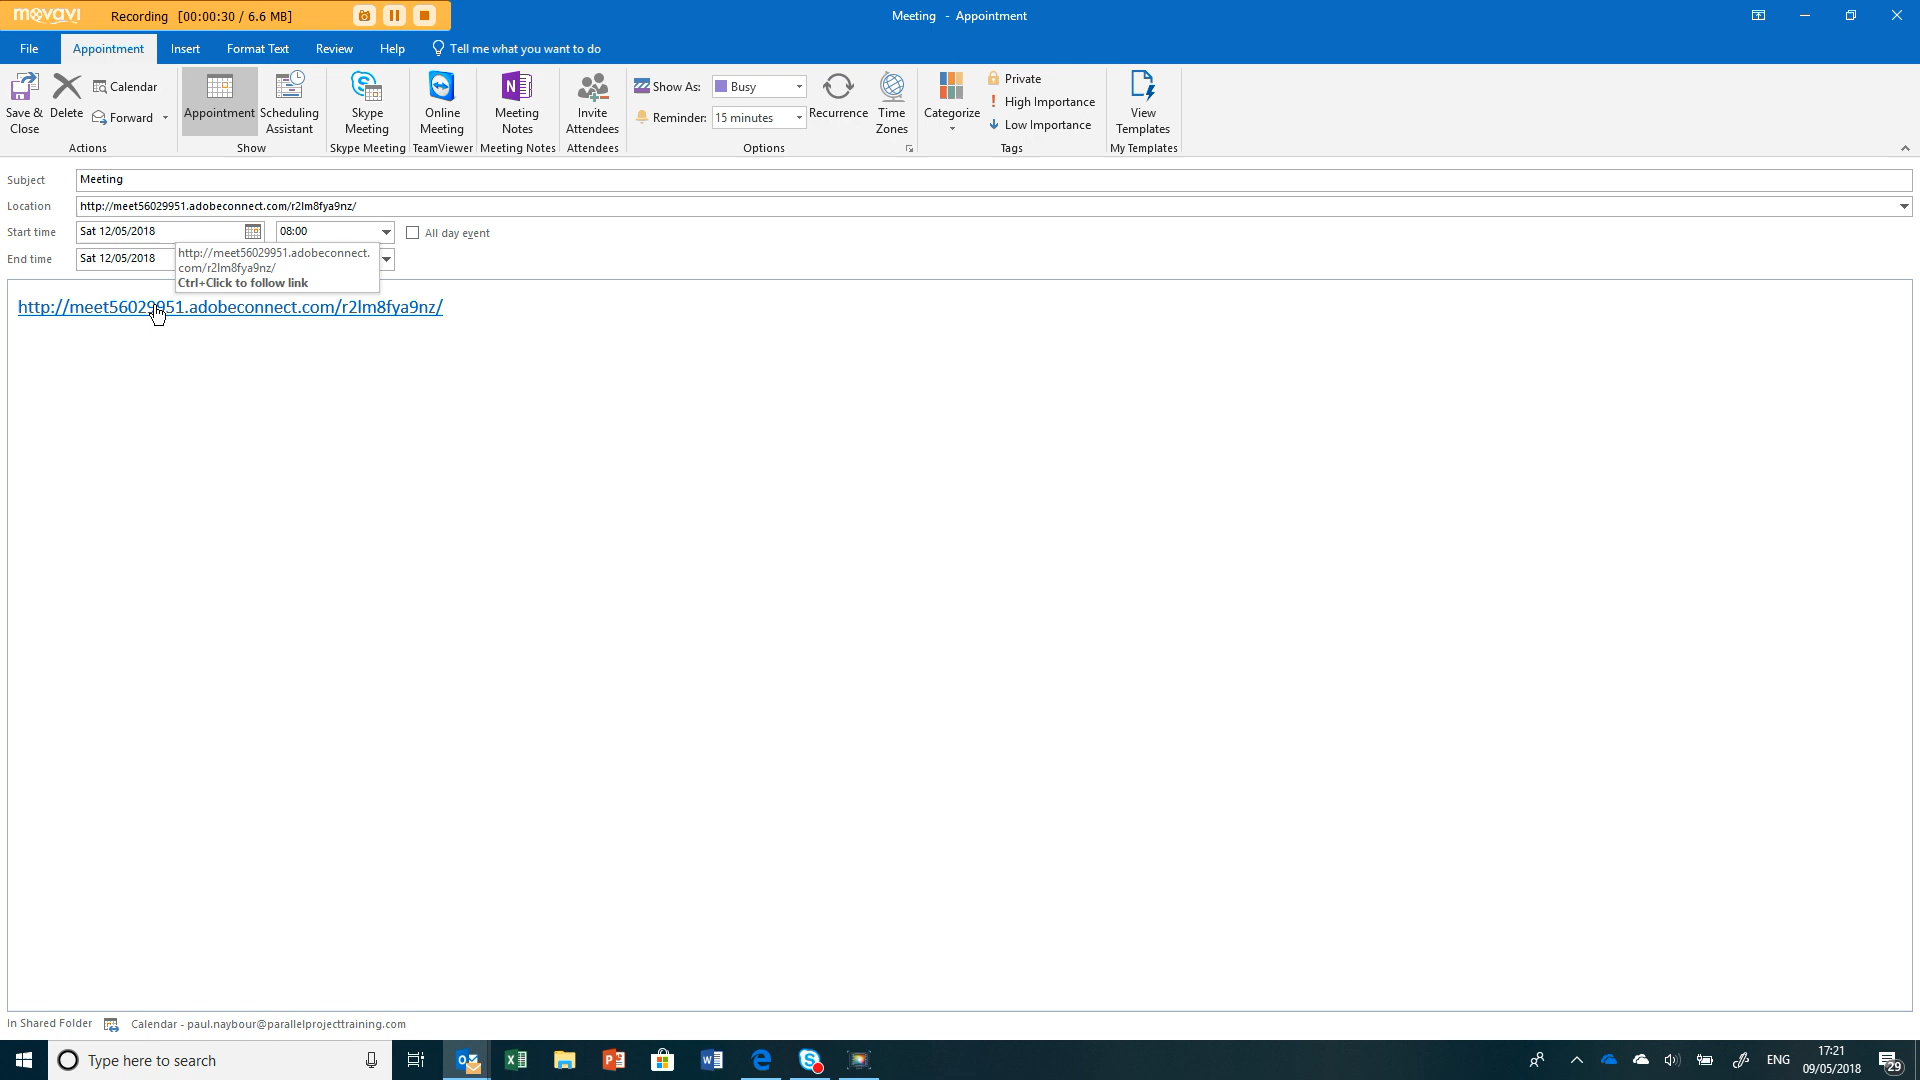 movavi Recording [00:00:30 / 6.6 MB]
Meeting - Appointment
File Appointment Insert Format Text Review Help Tell me what you want to do
Save & Close
Delete
Calendar
Forward
Actions
Appointment
Scheduling Assistant
Show
Skype Meeting
Skype Meeting
Online Meeting
TeamViewer
Meeting Notes
Meeting Notes
Invite Attendees
Attendees
Show As: Busy
Reminder: 15 minutes
Recurrence
Time Zones
Options
Categorize
Private
High Importance
Low Importance
Tags
View Templates
My Templates
Subject Meeting
Location http://meet56029951.adobeconnect.com/r2lm8fya9nz/
Start time Sat 12/05/2018 08:00 All day event
End time Sat 12/05/2018
http://meet56029951.adobeconnect.
com/r2lm8fya9nz/
Ctrl+Click to follow link
http://meet56029951.adobeconnect.com/r2lm8fya9nz/
In Shared Folder Calendar - paul.naybour@parallelprojecttraining.com
Type here to search
ENG
17:21
09/05/2018
29